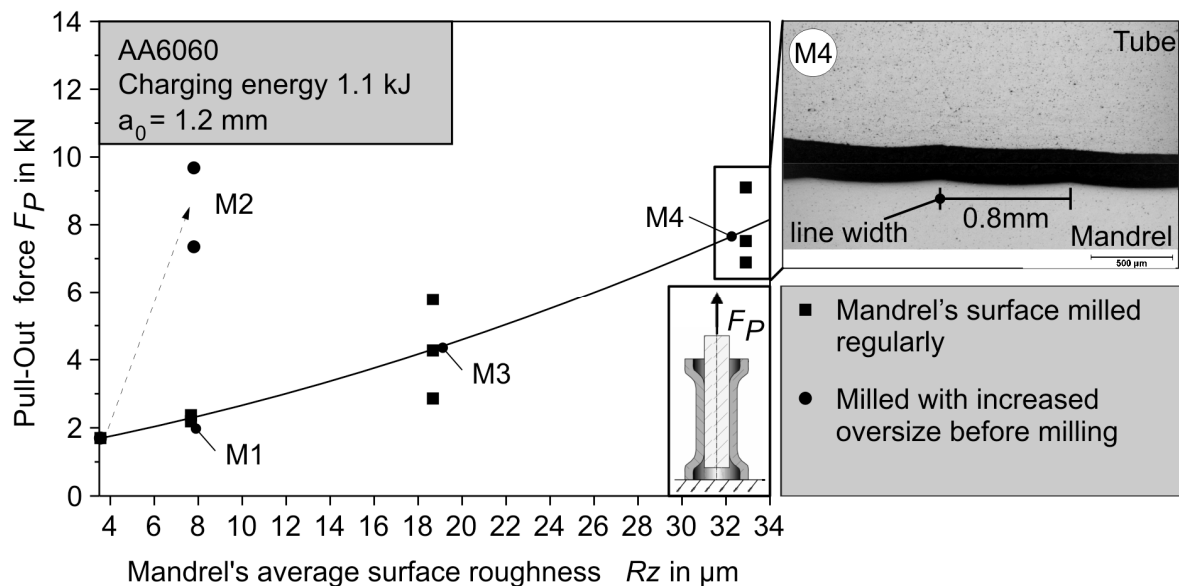 14
12
10
8
6
4
2
0
Pull-Out force F_P in kN
AA6060
Charging energy 1.1 kJ
a_0 = 1.2 mm
M2
M1
M3
M4
F_P
4 6 8 10 12 14 16 18 20 22 24 26 28 30 32 34
Mandrel's average surface roughness Rz in µm
M4
Tube
line width
0.8mm
Mandrel
500 µm
Mandrel's surface milled
regularly
Milled with increased
oversize before milling